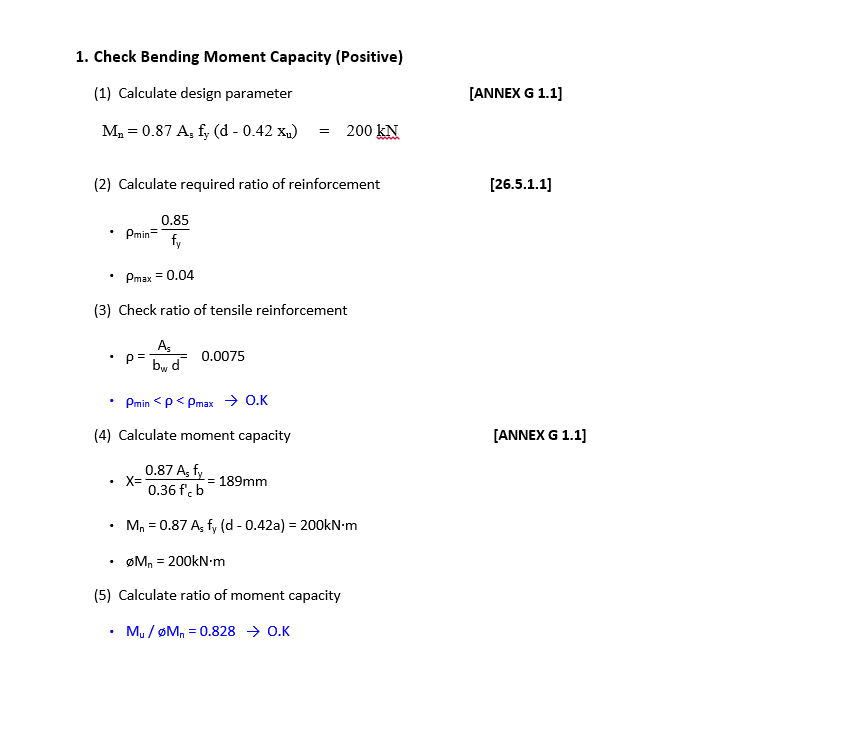 1. Check Bending Moment Capacity (Positive)
(1) Calculate design parameter [ANNEX G 1.1]
Mn = 0.87 As fy (d - 0.42 xu) = 200 kN
(2) Calculate required ratio of reinforcement [26.5.1.1]
• ρmin= 0.85 / fy
• ρmax = 0.04
(3) Check ratio of tensile reinforcement
• ρ = As / bw d = 0.0075
• ρmin < ρ < ρmax → O.K
(4) Calculate moment capacity [ANNEX G 1.1]
• X= 0.87 As fy / 0.36 f'c b = 189mm
• Mn = 0.87 As fy (d - 0.42a) = 200kN·m
• øMn = 200kN·m
(5) Calculate ratio of moment capacity
• Mu / øMn = 0.828 → O.K